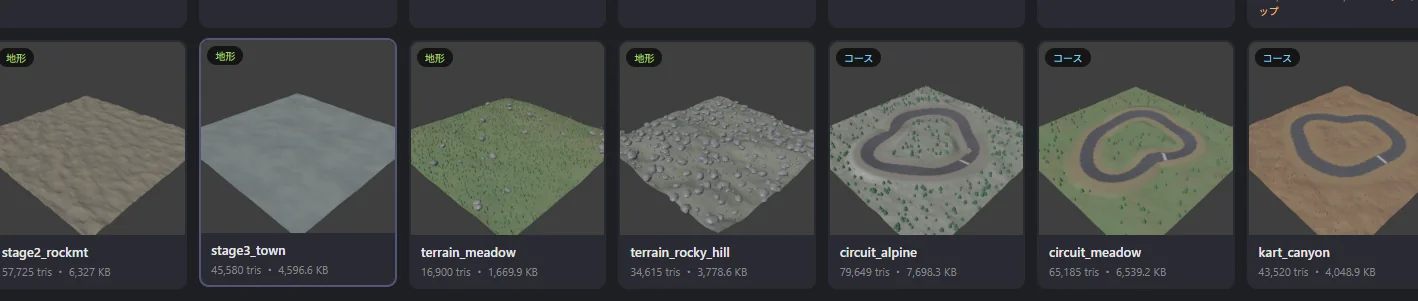 ップ
地形
地形
地形
地形
コース
コース
コース
stage2_rockmt
57,725 tris • 6,327 KB
stage3_town
45,580 tris • 4,596.6 KB
terrain_meadow
16,900 tris • 1,669.9 KB
terrain_rocky_hill
34,615 tris • 3,778.6 KB
circuit_alpine
79,649 tris • 7,698.3 KB
circuit_meadow
65,185 tris • 6,539.2 KB
kart_canyon
43,520 tris • 4,048.9 KB